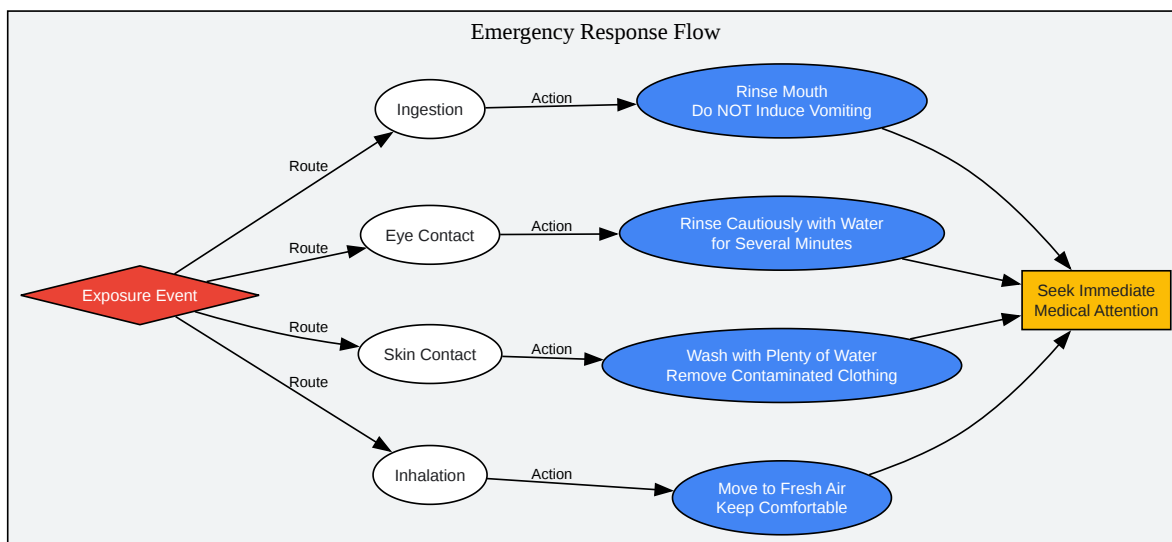 Emergency Response Flow
Ingestion
Action
Rinse Mouth
Do NOT Induce Vomiting
Route
Eye Contact
Action
Rinse Cautiously with Water
for Several Minutes
Route
Exposure Event
Seek Immediate
Medical Attention
Route
Skin Contact
Action
Wash with Plenty of Water
Remove Contaminated Clothing
Route
Inhalation
Action
Move to Fresh Air
Keep Comfortable